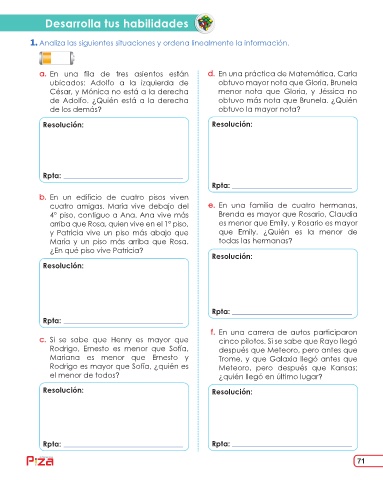 Desarrolla tus habilidades
1. Analiza las siguientes situaciones y ordena linealmente la información.
a. En una fila de tres asientos están
ubicados: Adolfo a la izquierda de
César, y Mónica no está a la derecha
de Adolfo. ¿Quién está a la derecha
de los demás?
Resolución:
Rpta:
b. En un edificio de cuatro pisos viven
cuatro amigas. María vive debajo del
4° piso, contiguo a Ana. Ana vive más
arriba que Rosa, quien vive en el 1° piso,
y Patricia vive un piso más abajo que
María y un piso más arriba que Rosa.
¿En qué piso vive Patricia?
Resolución:
Rpta:
c. Si se sabe que Henry es mayor que
Rodrigo, Ernesto es menor que Sofía,
Mariana es menor que Ernesto y
Rodrigo es mayor que Sofía, ¿quién es
el menor de todos?
Resolución:
Rpta:
d. En una práctica de Matemática, Carla
obtuvo mayor nota que Gloria, Brunela
menor nota que Gloria, y Jéssica no
obtuvo más nota que Brunela. ¿Quién
obtuvo la mayor nota?
Resolución:
Rpta:
e. En una familia de cuatro hermanas,
Brenda es mayor que Rosario, Claudia
es menor que Emily, y Rosario es mayor
que Emily. ¿Quién es la menor de
todas las hermanas?
Resolución:
Rpta:
f. En una carrera de autos participaron
cinco pilotos. Si se sabe que Rayo llegó
después que Meteoro, pero antes que
Trome, y que Galaxia llegó antes que
Meteoro, pero después que Kansas;
¿quién llegó en último lugar?
Resolución:
Rpta:
71